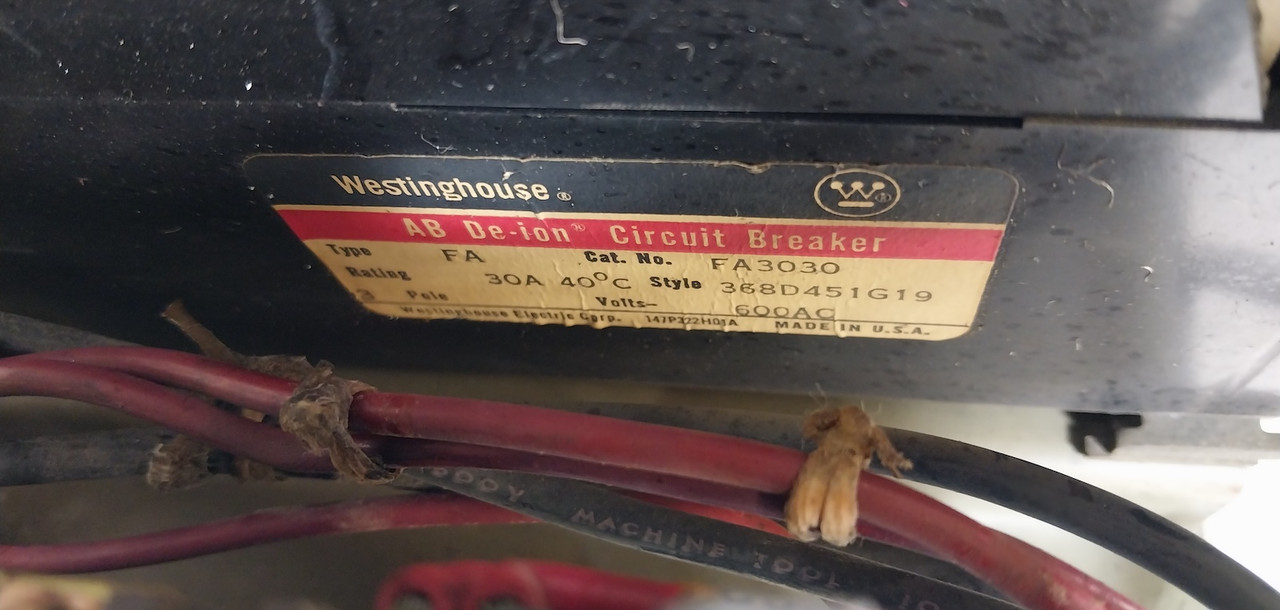 Westinghouse ®
AB De-ion® Circuit Breaker
Type FA Cat. No. FA3030
Rating 30A 40°C Style 368D451G19
3 Pole Volts– 600AC
Westinghouse Electric Corp. 147P322H01A MADE IN U.S.A.
600V MACHINE TOOL